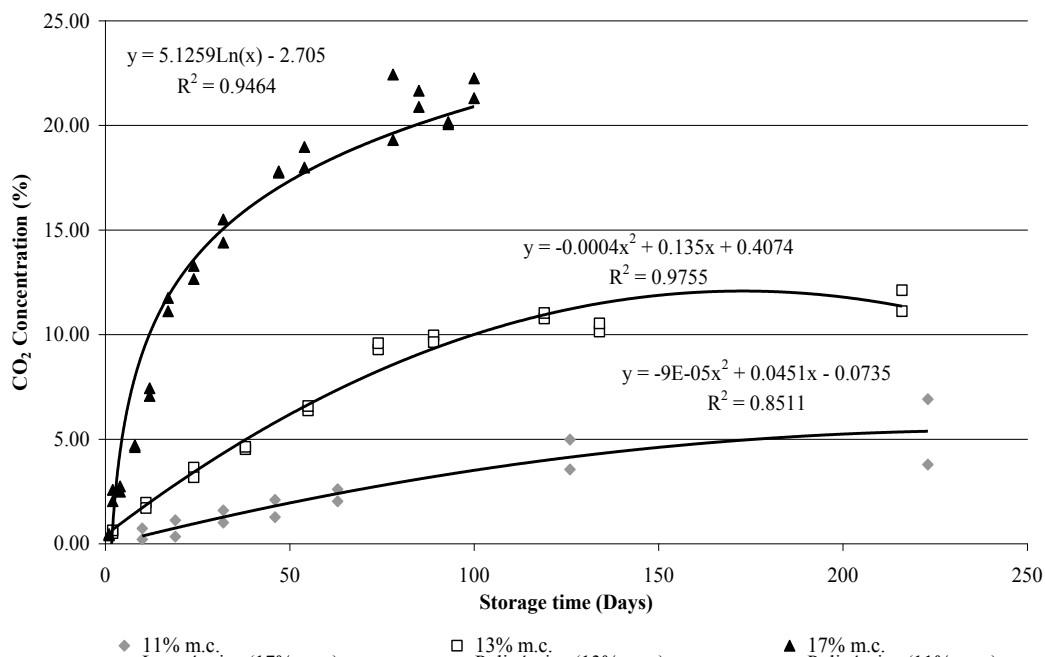 25.00
y = 5.1259Ln(x) - 2.705
R² = 0.9464
20.00
15.00
y = -0.0004x² + 0.135x + 0.4074
R² = 0.9755
10.00
y = -9E-05x² + 0.0451x - 0.0735
R² = 0.8511
5.00
0.00
CO₂ Concentration (%)
0 50 100 150 200 250
Storage time (Days)
11% m.c. 13% m.c. 17% m.c.